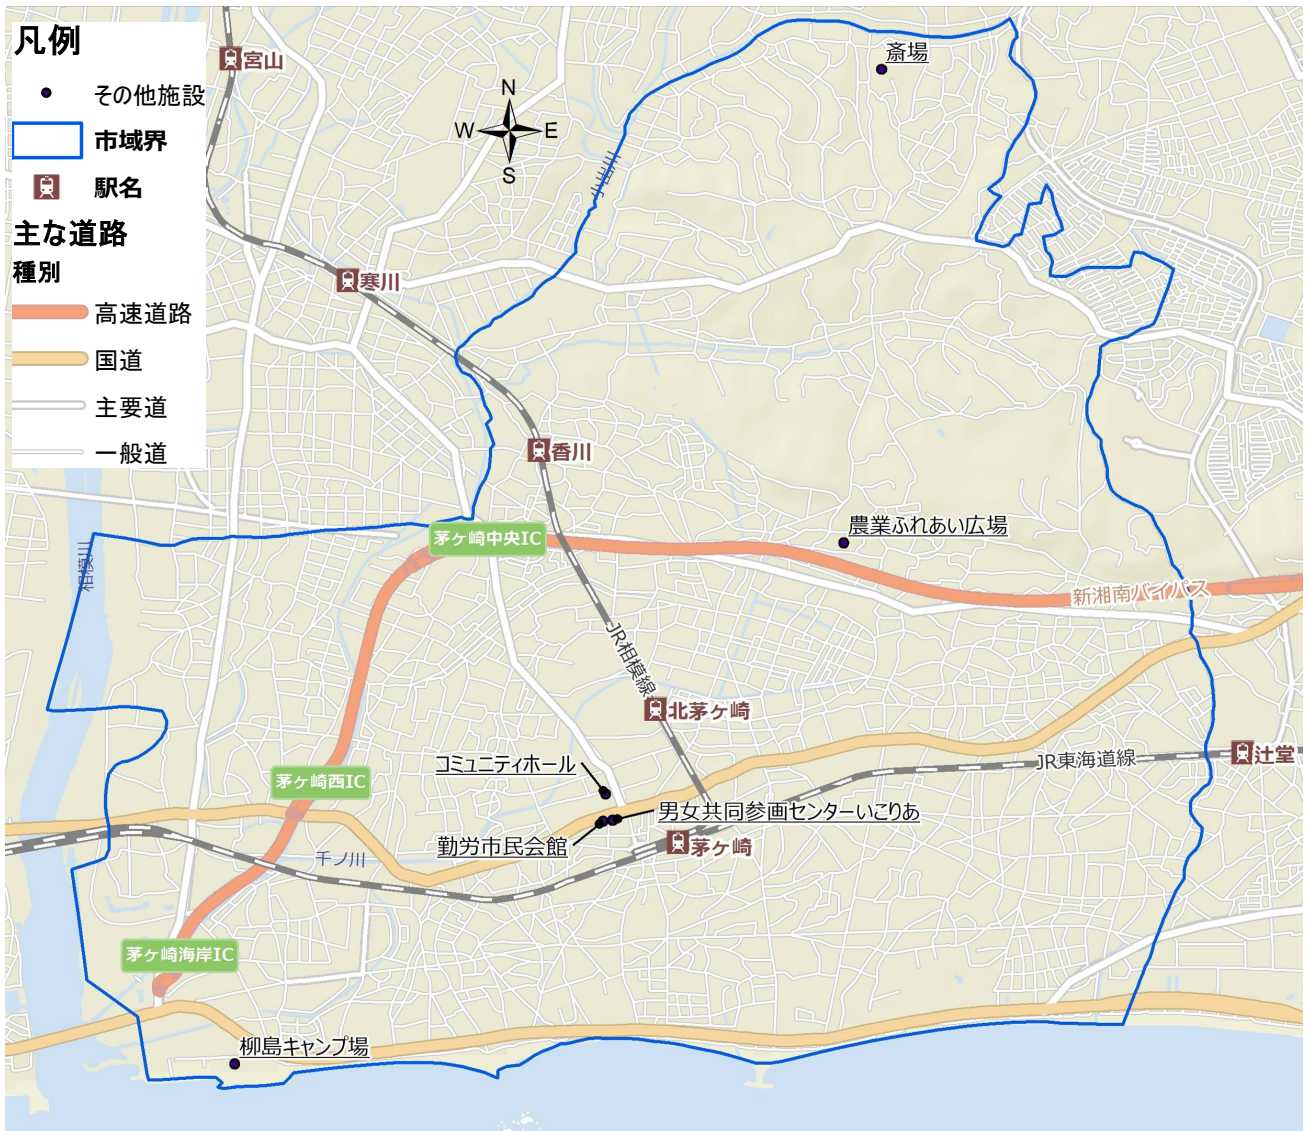 凡例
その他施設
市域界
駅名
主な道路
種別
高速道路
国道
主要道
一般道
宮山
斎場
N
W
E
S
小出川
寒川
香川
農業ふれあい広場
茅ヶ崎中央IC
相模川
新湘南バイパス
JR相模線
北茅ヶ崎
JR東海道線
辻堂
コミュニティホール
茅ヶ崎西IC
男女共同参画センターいこりあ
勤労市民会館
茅ヶ崎
千ノ川
茅ヶ崎海岸IC
柳島キャンプ場